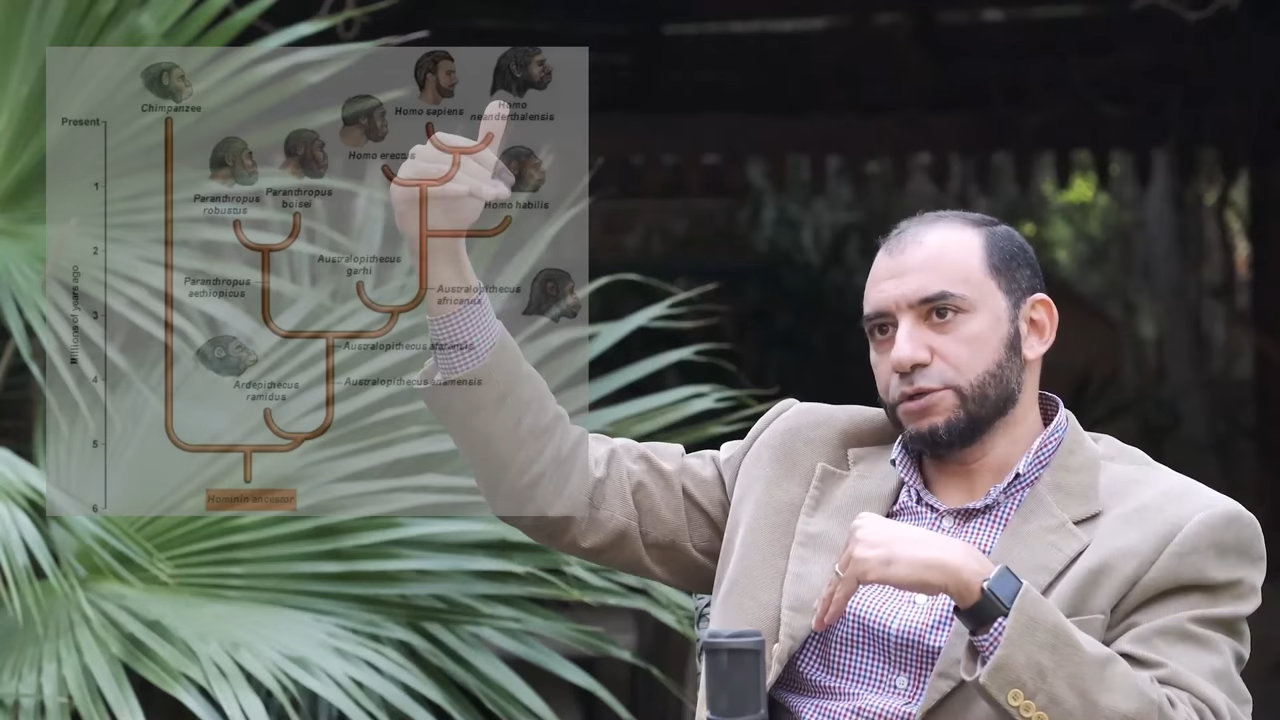 Chimpanzee
Homo sapiens
Homo
neanderthalensis
Present
Homo erectus
1
Paranthropus
robustus
Paranthropus
boisei
Homo habilis
2
Australopithecus
garhi
Paranthropus
aethiopicus
Australopithecus
africanus
3
Millions of years ago
Australopithecus afarensis
4
Ardepithecus
ramidus
Australopithecus anamensis
5
Hominin ancestor
6